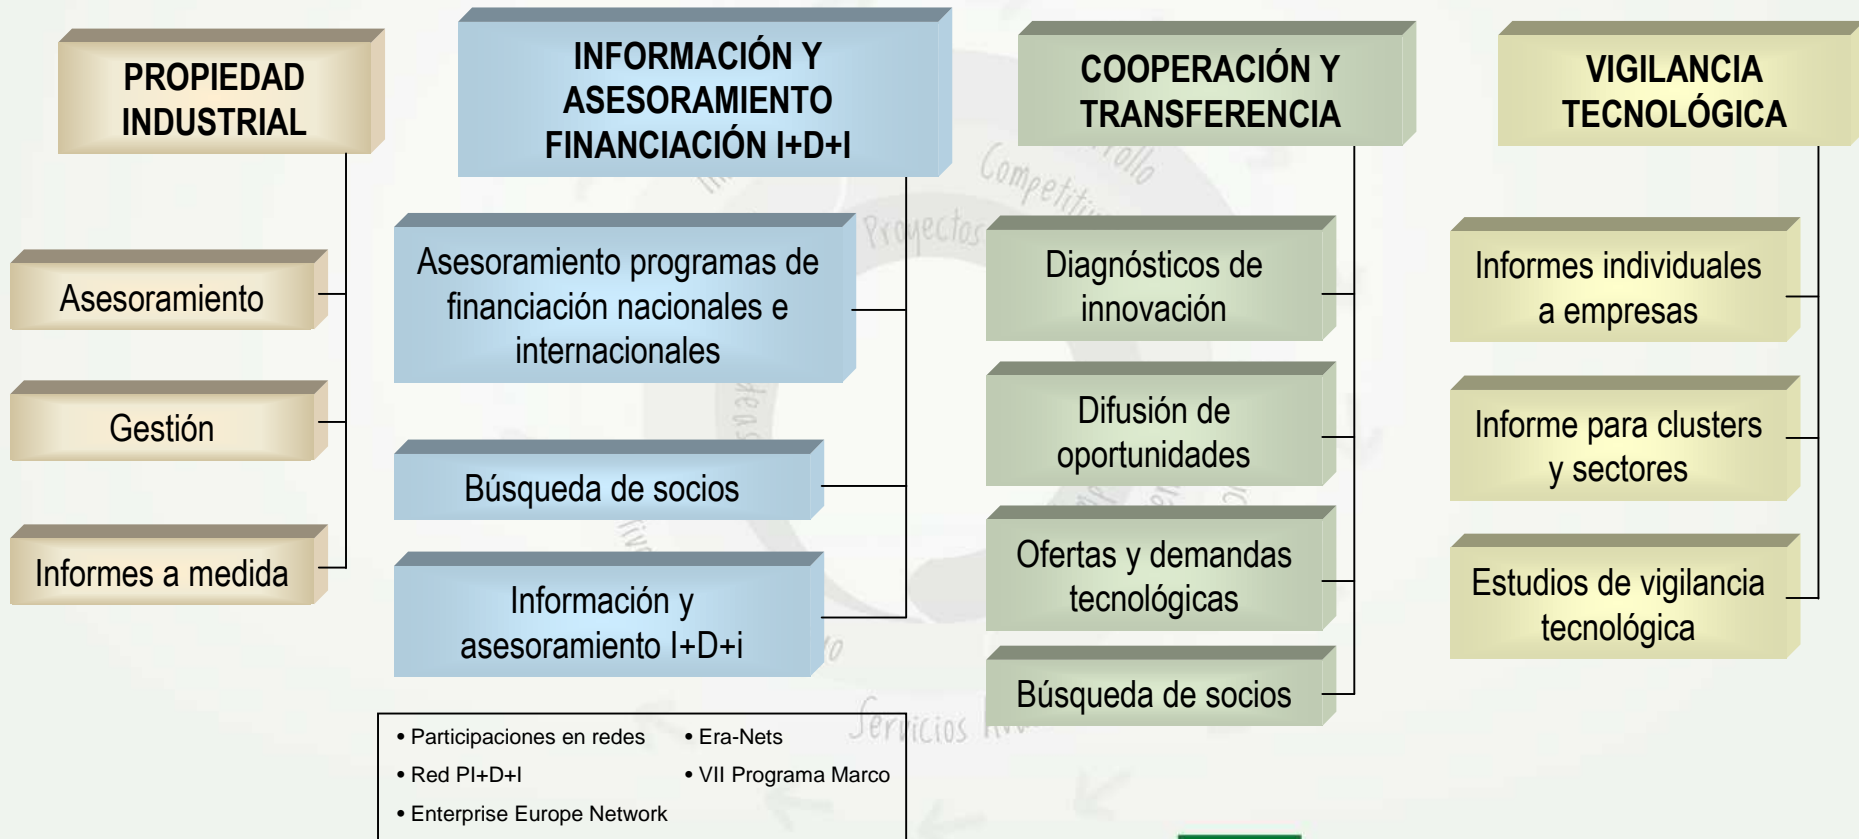 PROPIEDAD
INDUSTRIAL
Asesoramiento
Gestión
Informes a medida
INFORMACIÓN Y
ASESORAMIENTO
FINANCIACIÓN I+D+I
Asesoramiento programas de
financiación nacionales e
internacionales
Búsqueda de socios
Información y
asesoramiento I+D+i
• Participaciones en redes
• Red PI+D+I
• Enterprise Europe Network
• Era-Nets
• VII Programa Marco
COOPERACIÓN Y
TRANSFERENCIA
Diagnósticos de
innovación
Difusión de
oportunidades
Ofertas y demandas
tecnológicas
Búsqueda de socios
VIGILANCIA
TECNOLÓGICA
Informes individuales
a empresas
Informe para clusters
y sectores
Estudios de vigilancia
tecnológica
Proyectos
Servicios